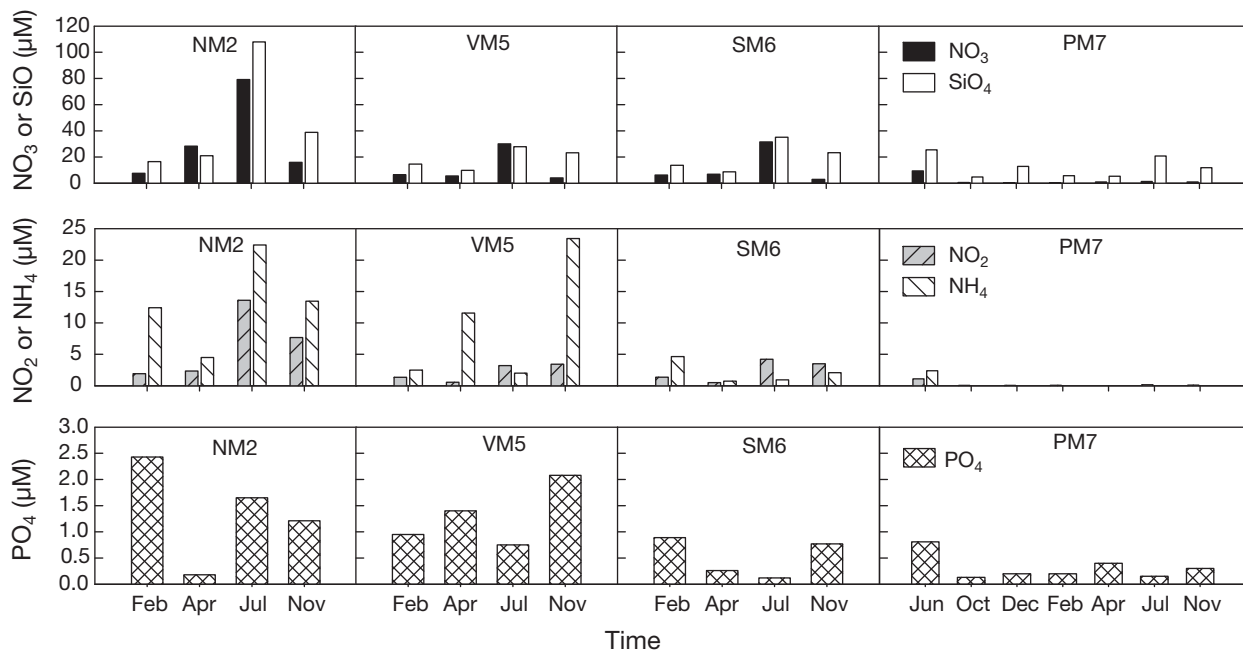 NO₃ or SiO (µM)
120
100
80
60
40
20
0
NM2
VM5
SM6
PM7
NO₃
SiO₄
NO₂ or NH₄ (µM)
25
20
15
10
5
0
NM2
VM5
SM6
PM7
NO₂
NH₄
PO₄ (µM)
3.0
2.5
2.0
1.5
1.0
0.5
0.0
NM2
VM5
SM6
PM7
PO₄
Feb Apr Jul Nov Feb Apr Jul Nov Feb Apr Jul Nov Jun Oct Dec Feb Apr Jul Nov
Time